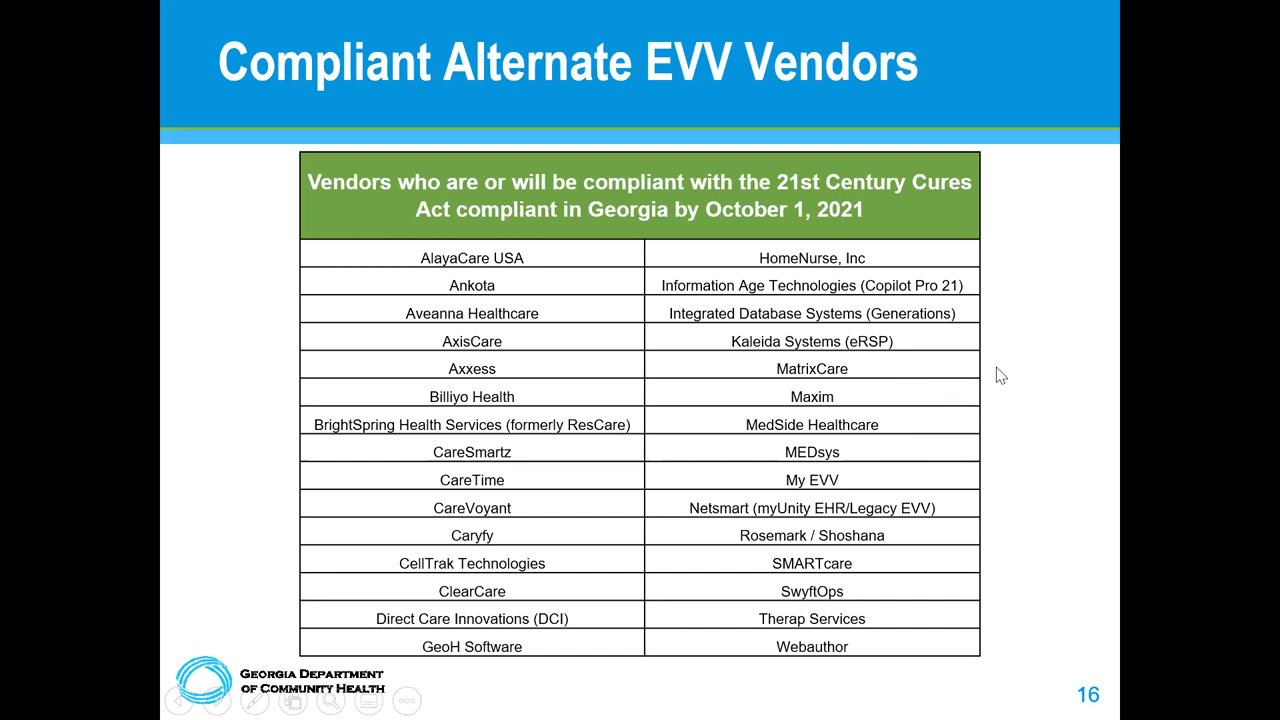 Compliant Alternate EVV Vendors
Vendors who are or will be compliant with the 21st Century Cures
Act compliant in Georgia by October 1, 2021
AlayaCare USA
HomeNurse, Inc
Ankota
Information Age Technologies (Copilot Pro 21)
Aveanna Healthcare
Integrated Database Systems (Generations)
AxisCare
Kaleida Systems (eRSP)
Axxess
MatrixCare
Billiyo Health
Maxim
BrightSpring Health Services (formerly ResCare)
MedSide Healthcare
CareSmartz
MEDsys
CareTime
My EVV
CareVoyant
Netsmart (myUnity EHR/Legacy EVV)
Caryfy
Rosemark / Shoshana
CellTrak Technologies
SMARTcare
ClearCare
SwyftOps
Direct Care Innovations (DCI)
Therap Services
GeoH Software
Webauthor
GEORGIA DEPARTMENT
OF COMMUNITY HEALTH
16